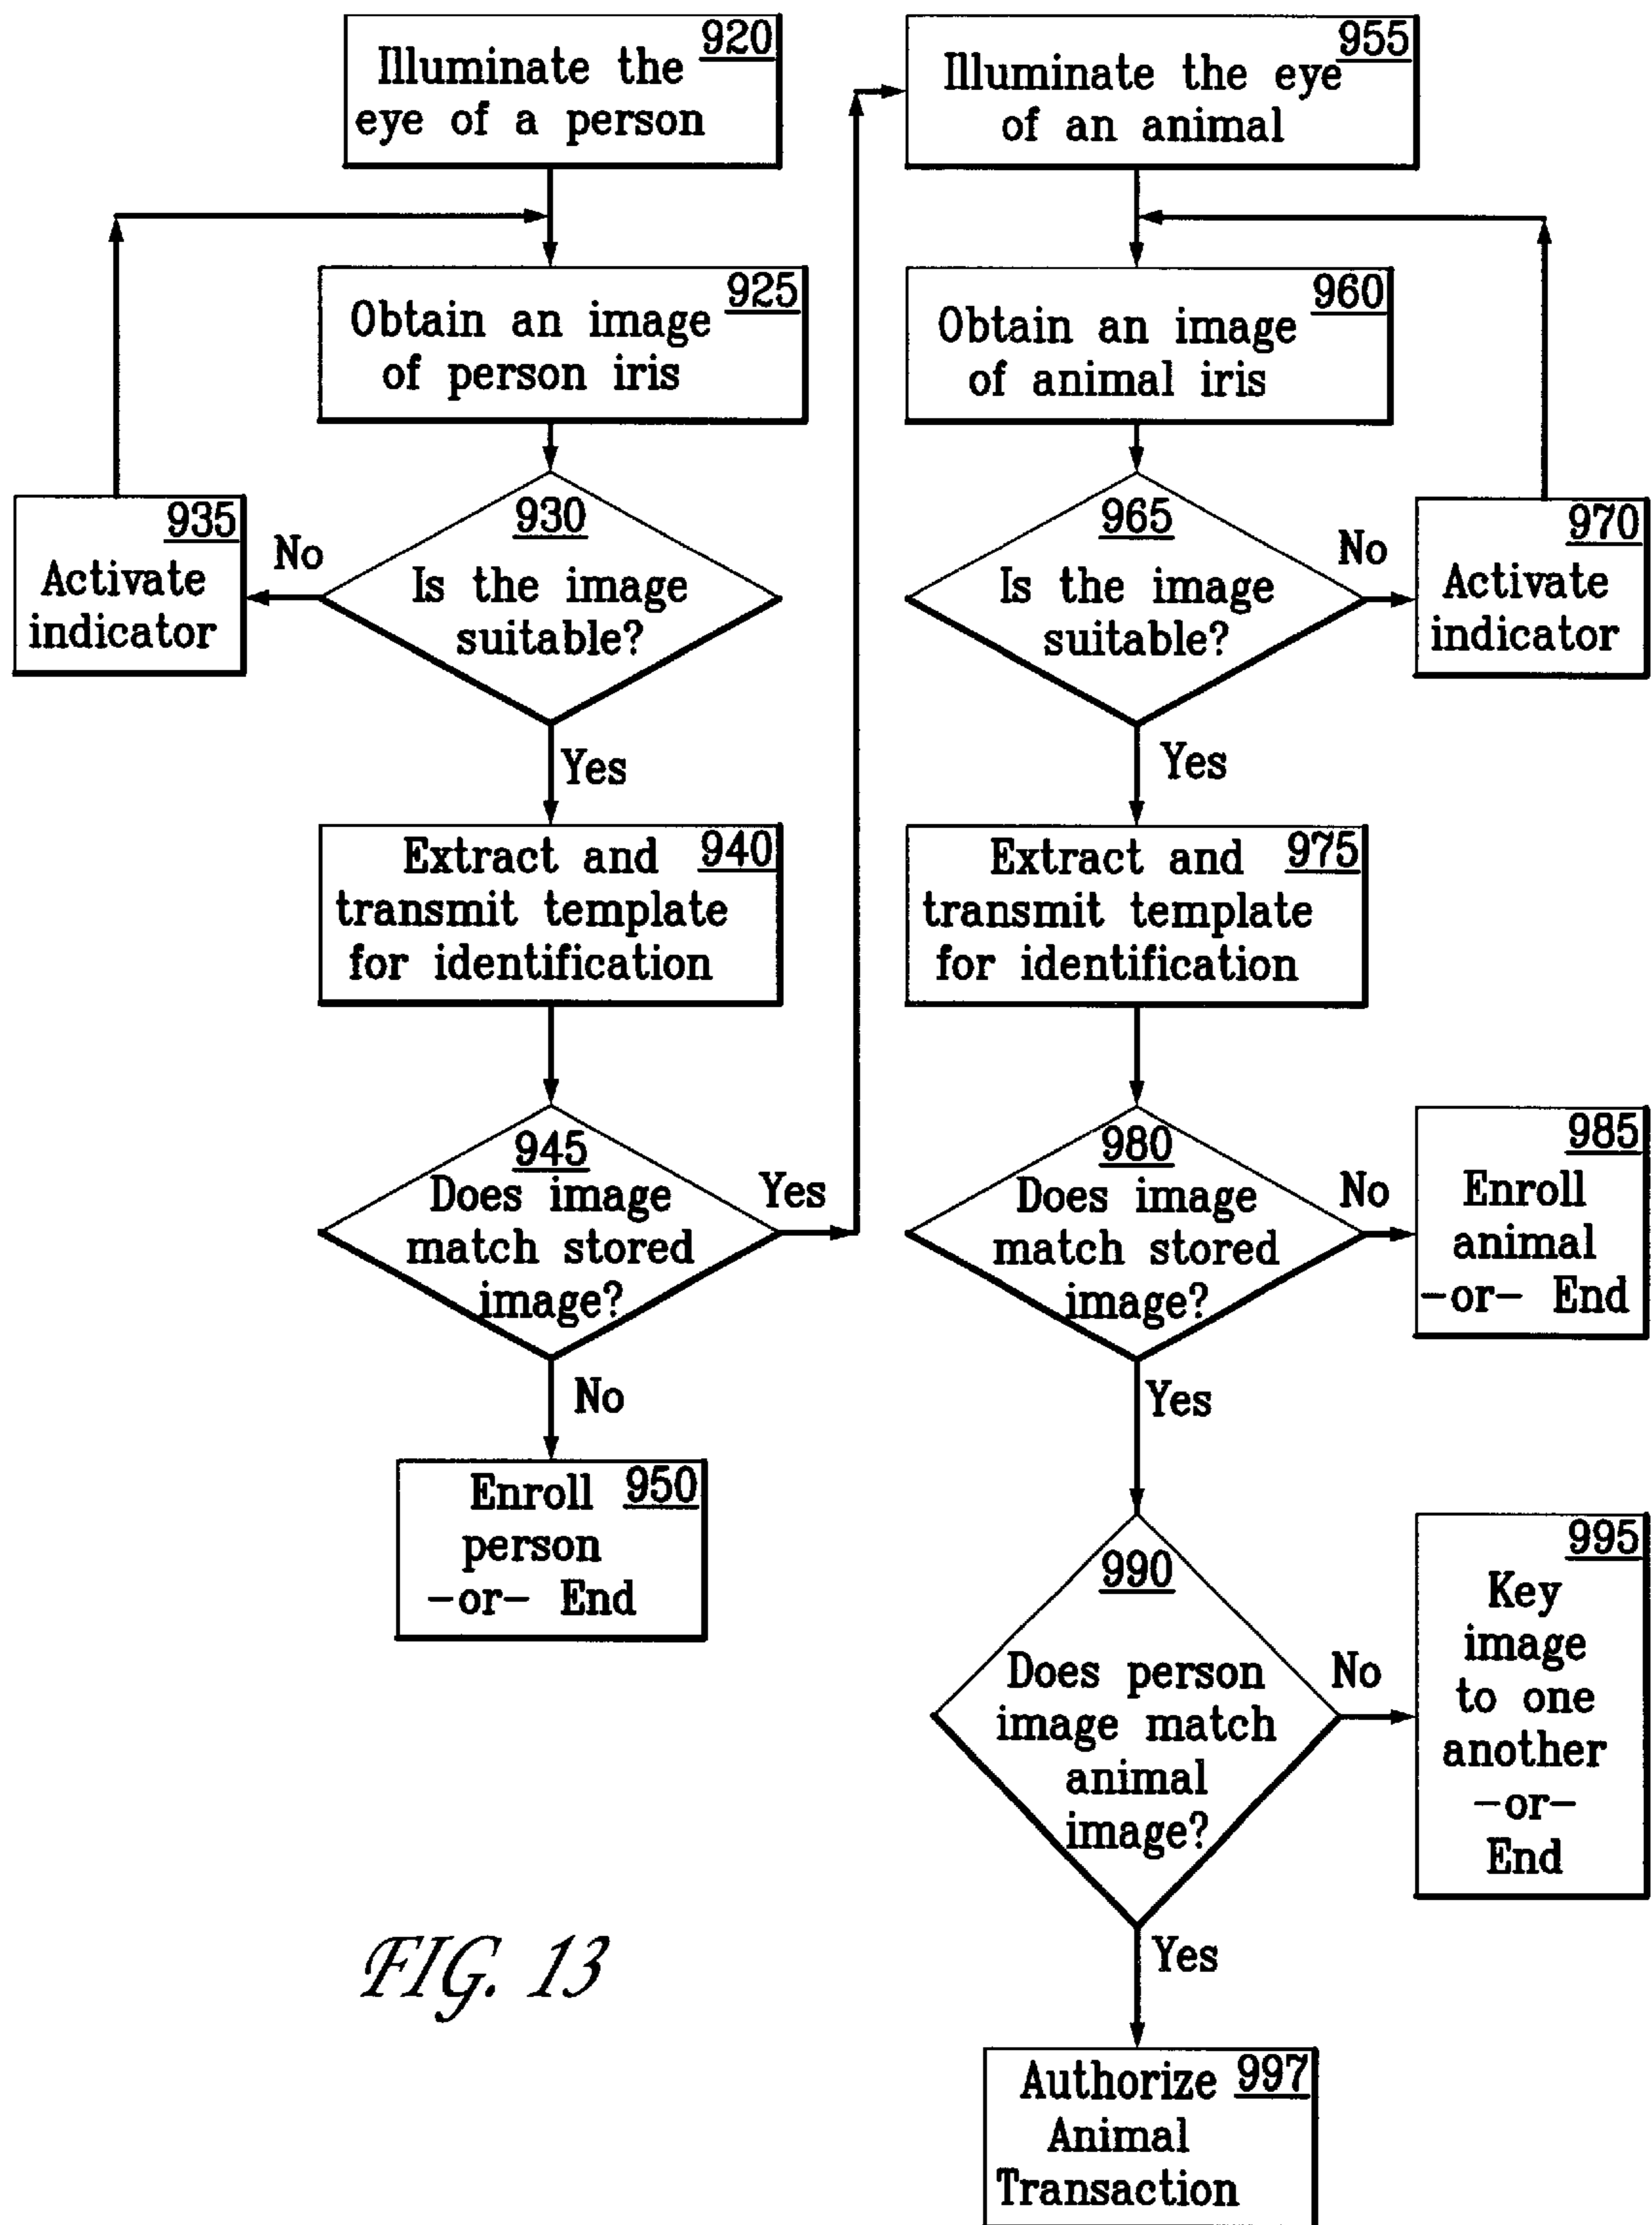 920
Illuminate the
eye of a person
925
Obtain an image
of person iris
930
Is the image
suitable?
No
935
Activate
indicator
Yes
940
Extract and
transmit template
for identification
945
Does image
match stored
image?
Yes
No
950
Enroll
person
-or- End
955
Illuminate the eye
of an animal
960
Obtain an image
of animal iris
965
Is the image
suitable?
No
970
Activate
indicator
Yes
975
Extract and
transmit template
for identification
980
Does image
match stored
image?
No
985
Enroll
animal
-or- End
Yes
990
Does person
image match
animal
image?
No
995
Key
image
to one
another
-or-
End
Yes
997
Authorize
Animal
Transaction
FIG. 13